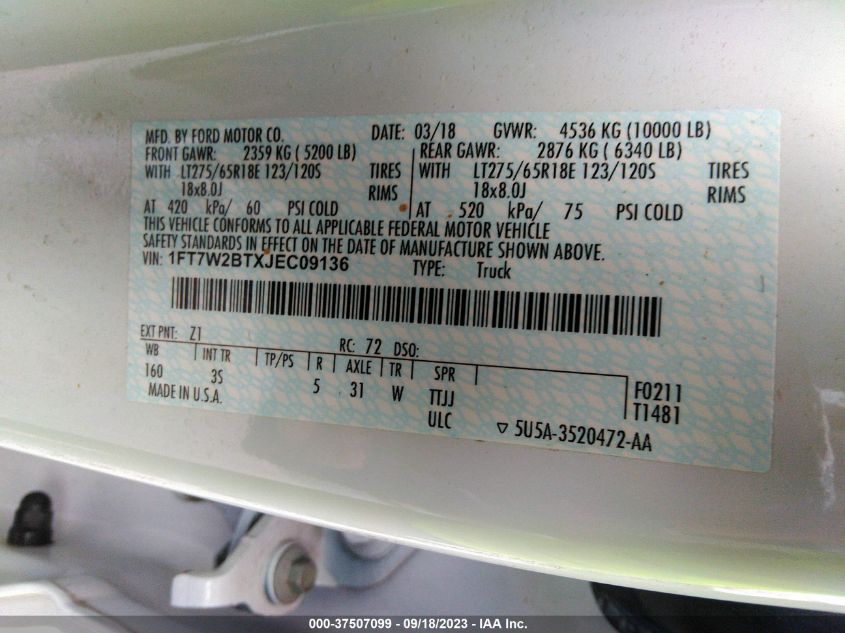 MFD. BY FORD MOTOR CO. DATE: 03/18 GVWR: 4536 KG (10000 LB)
FRONT GAWR: 2359 KG ( 5200 LB) REAR GAWR: 2876 KG ( 6340 LB)
WITH LT275/65R18E 123/120S TIRES WITH LT275/65R18E 123/120S TIRES
18x8.0J RIMS 18x8.0J RIMS
AT 420 kPa/ 60 PSI COLD AT 520 kPa/ 75 PSI COLD
THIS VEHICLE CONFORMS TO ALL APPLICABLE FEDERAL MOTOR VEHICLE
SAFETY STANDARDS IN EFFECT ON THE DATE OF MANUFACTURE SHOWN ABOVE.
VIN: 1FT7W2BTXJEC09136 TYPE: Truck
EXT PNT: Z1 RC: 72 DSO:
WB INT TR TP/PS R AXLE TR SPR
160 3S 5 31 W TTJJ F0211
MADE IN U.S.A. ULC T1481
5U5A-3520472-AA
000-37507099 - 09/18/2023 - IAA Inc.